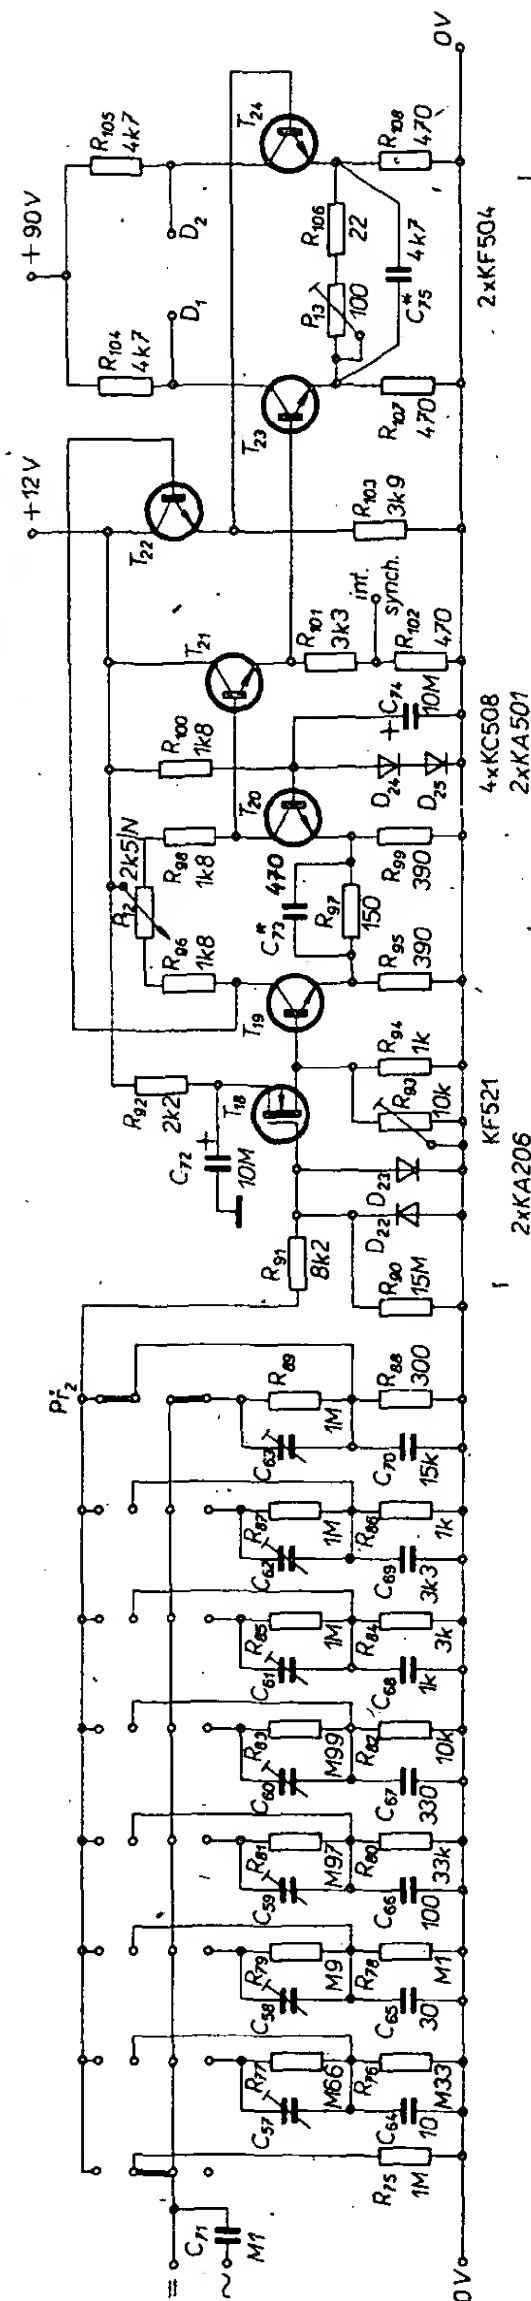 =
~
C71
M1
0V
Př2
R75
1M
C57
R77
M66
C64
10
R76
M33
C58
R79
M9
C65
30
R78
M1
C59
R81
M97
C66
100
R80
33k
C60
R83
M99
C67
330
R82
10k
C61
R85
1M
C68
1k
R84
3k
C62
R87
1M
C69
3k3
R86
1k
C63
R89
1M
C70
15k
R88
300
R91
8k2
R90
15M
D22
D23
2xKA206
KF521
C72
+
10M
R92
2k2
T18
R93
10k
R94
1k
T19
R96
1k8
P12
2k5/N
R98
1k8
C73*
470
R97
150
R95
390
R99
390
T20
R100
1k8
D24
D25
+
C74
10M
4xKC508
2xKA501
T21
R101
3k3
int.
synch.
R102
470
+12V
T22
R103
3k9
T23
+90V
R104
4k7
D1
D2
R105
4k7
T24
P13
100
R106
22
C75*
4k7
R107
470
R108
470
2xKF504
0V